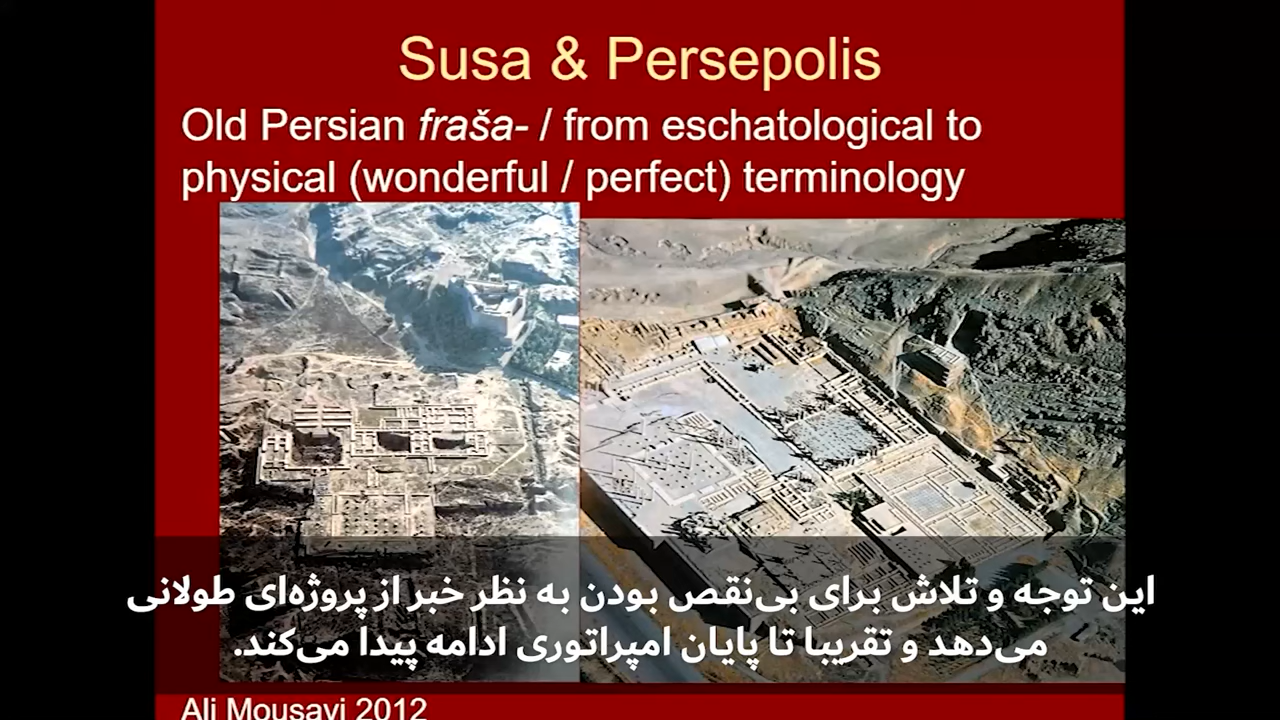 Susa & Persepolis
Old Persian fraša- / from eschatological to
physical (wonderful / perfect) terminology
این توجه و تلاش برای بی‌نقص بودن به نظر خبر از پروژه‌ای طولانی
می‌دهد و تقریبا تا پایان امپراتوری ادامه پیدا می‌کند.
Ali Mousavi 2012